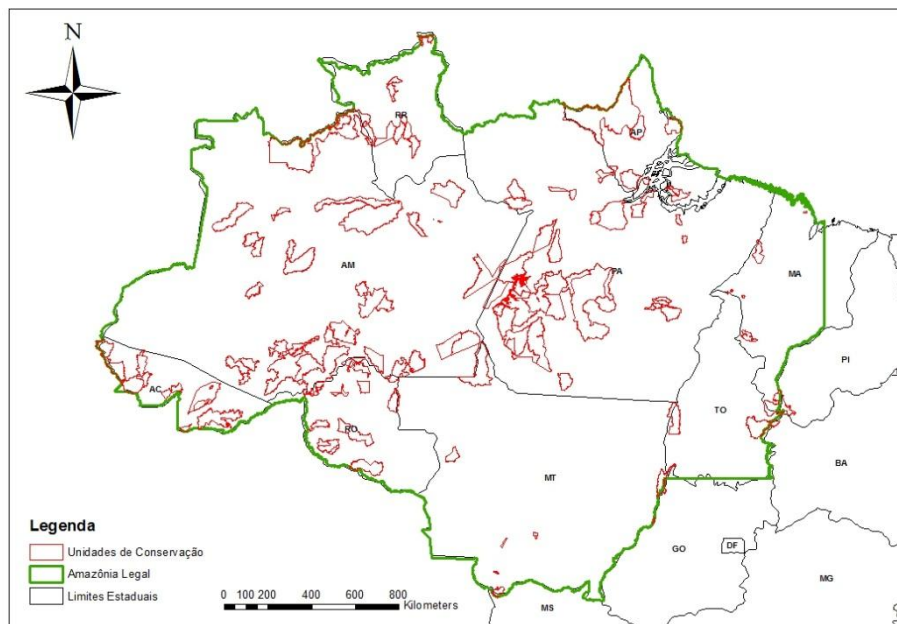 N
RR
AP
AM
PA
MA
PI
AC
TO
RO
BA
MT
GO
DF
MG
MS
Legenda
Unidades de Conservação
Amazônia Legal
Limites Estaduais
0 100 200 400 600 800
Kilometers